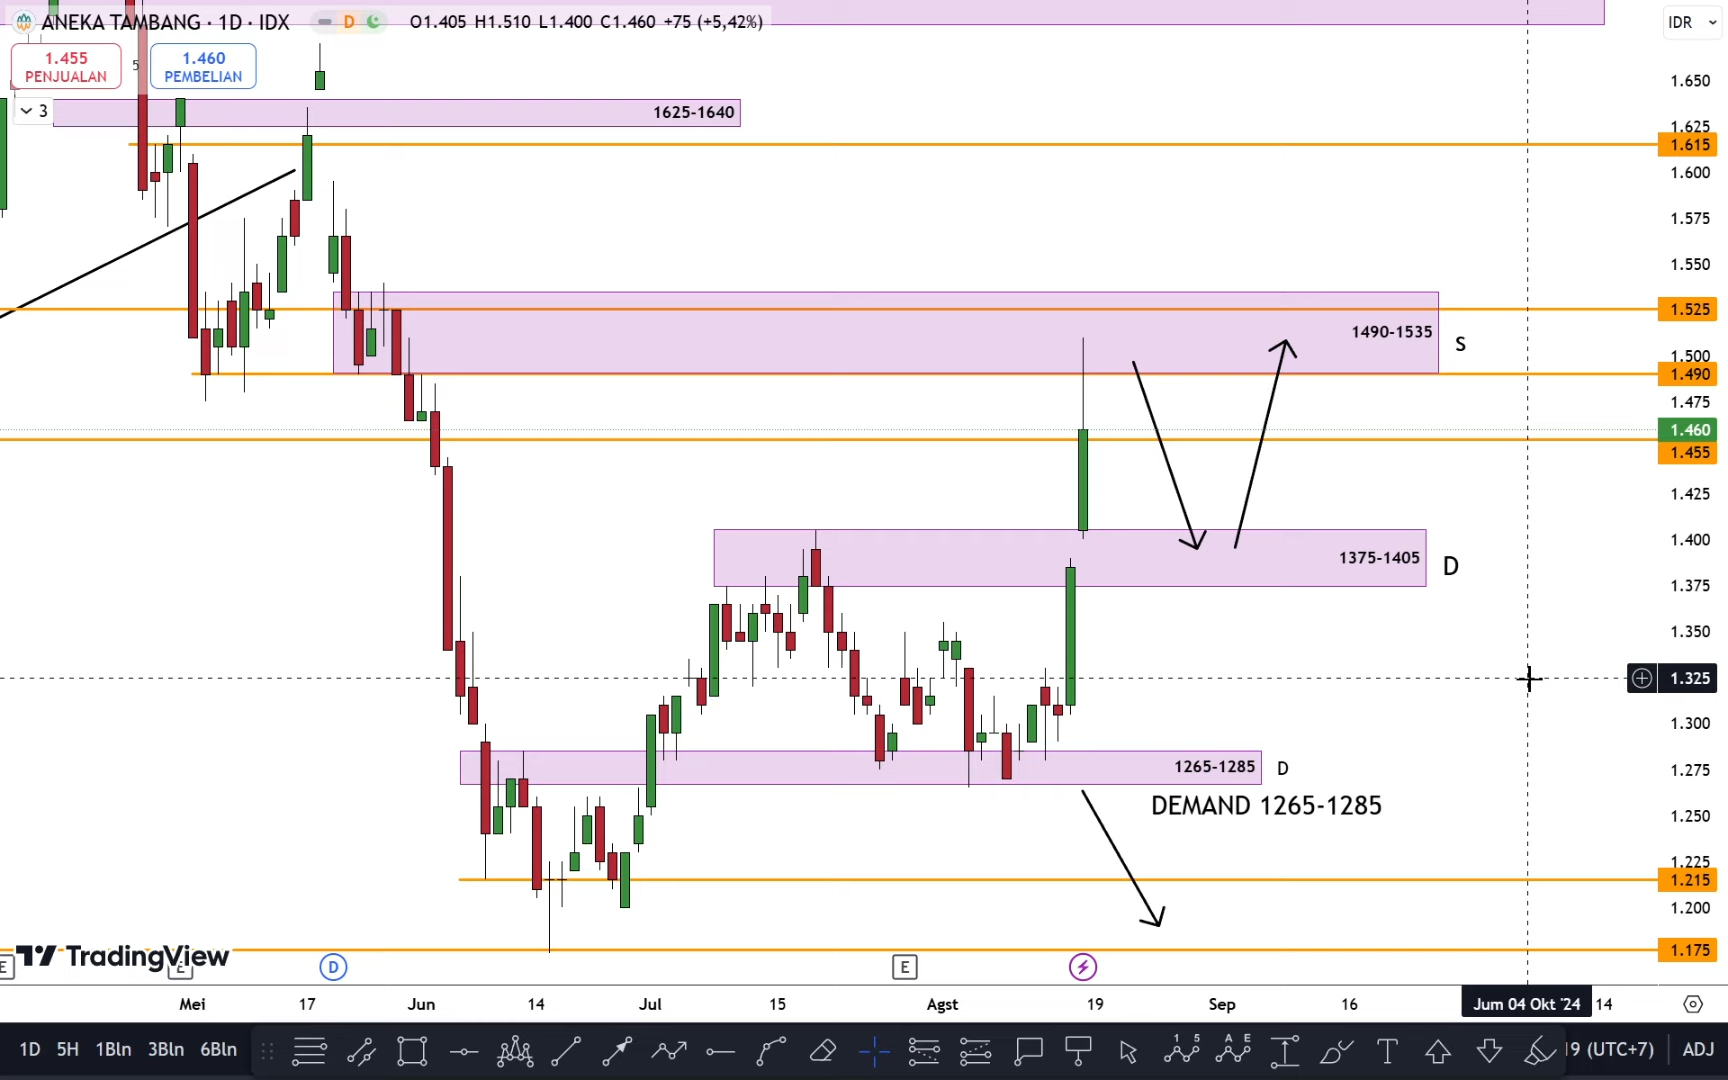 ANEKA TAMBANG · 1D · IDX
D
O1.405 H1.510 L1.400 C1.460 +75 (+5,42%)
IDR
1.455
PENJUALAN
5
1.460
PEMBELIAN
3
1625-1640
1490-1535
S
1375-1405
D
1265-1285
D
DEMAND 1265-1285
1.650
1.625
1.615
1.600
1.575
1.550
1.525
1.500
1.490
1.475
1.460
1.455
1.425
1.400
1.375
1.350
1.325
1.300
1.275
1.250
1.225
1.215
1.200
1.175
TradingView
E
E
D
E
Mei
17
Jun
14
Jul
15
Agst
19
Sep
16
Jum 04 Okt '24
14
1D
5H
1Bln
3Bln
6Bln
1 5
A E
T
19 (UTC+7)
ADJ